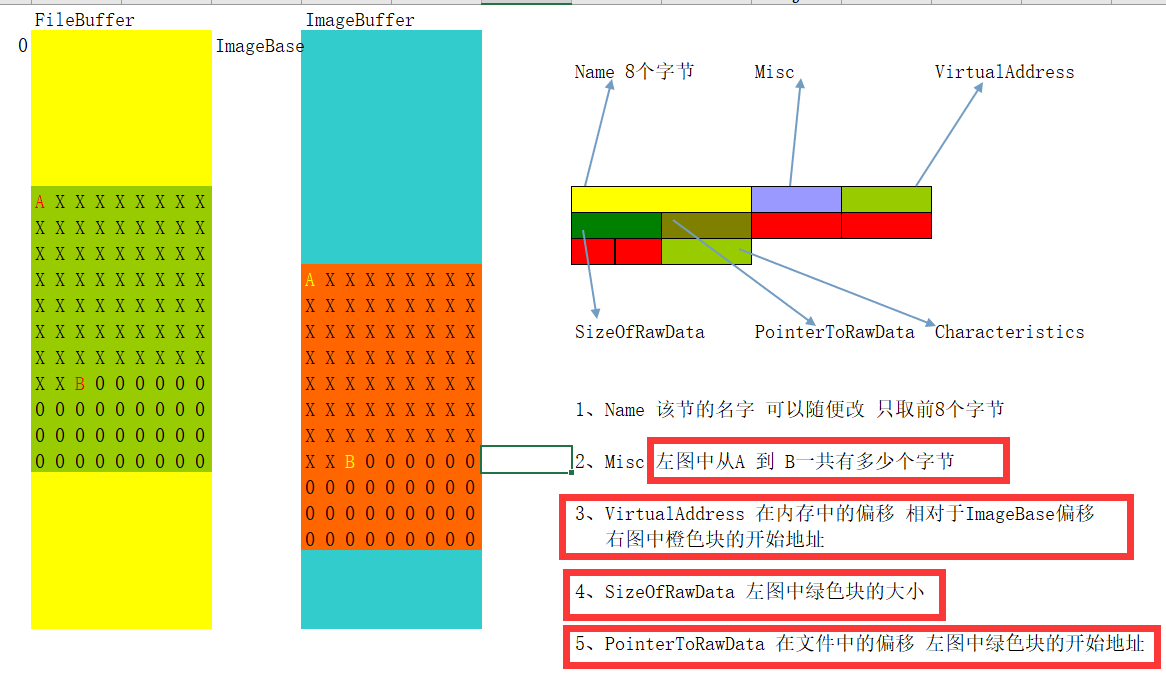 FileBuffer
0
A X X X X X X X X
X X X X X X X X X
X X X X X X X X X
X X X X X X X X X
X X X X X X X X X
X X X X X X X X X
X X X X X X X X X
X X B 0 0 0 0 0 0
0 0 0 0 0 0 0 0 0
0 0 0 0 0 0 0 0 0
0 0 0 0 0 0 0 0 0
ImageBuffer
ImageBase
A X X X X X X X X
X X X X X X X X X
X X X X X X X X X
X X X X X X X X X
X X X X X X X X X
X X X X X X X X X
X X X X X X X X X
X X B 0 0 0 0 0 0
0 0 0 0 0 0 0 0 0
0 0 0 0 0 0 0 0 0
0 0 0 0 0 0 0 0 0
Name 8个字节
Misc
VirtualAddress
SizeOfRawData
PointerToRawData
Characteristics
1、Name 该节的名字 可以随便改 只取前8个字节
2、Misc 左图中从A 到 B一共有多少个字节
3、VirtualAddress 在内存中的偏移 相对于ImageBase偏移
右图中橙色块的开始地址
4、SizeOfRawData 左图中绿色块的大小
5、PointerToRawData 在文件中的偏移 左图中绿色块的开始地址